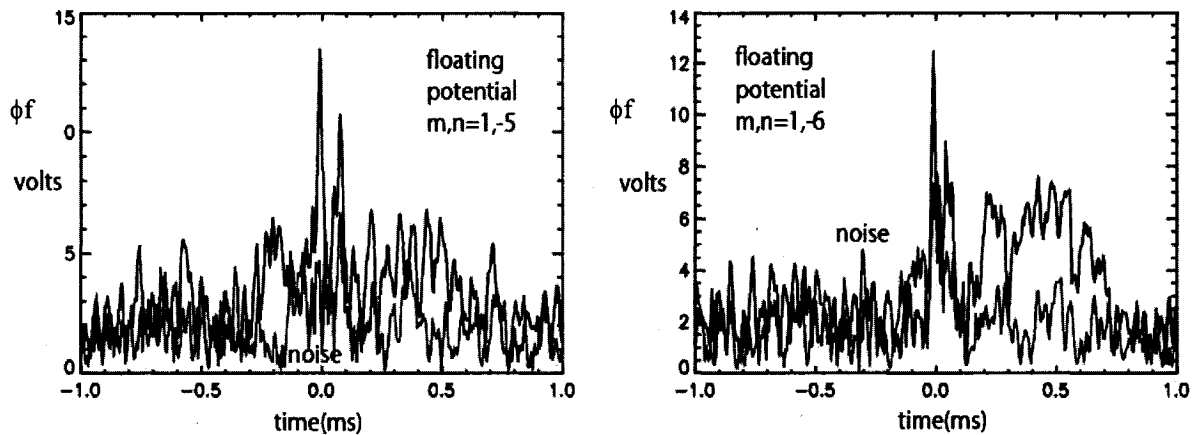 15
0
5
0
ϕf
volts
floating
potential
m,n=1,-5
noise
−1.0 −0.5 0.0 0.5 1.0
time(ms)
14
12
10
8
6
4
2
0
ϕf
volts
floating
potential
m,n=1,-6
noise
−1.0 −0.5 0.0 0.5 1.0
time(ms)